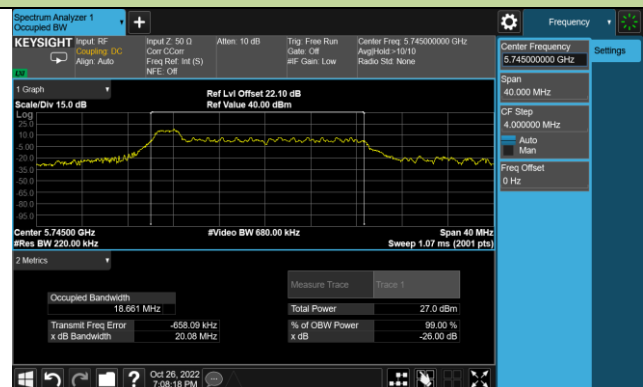 Spectrum Analyzer 1
Occupied BW
Frequency
KEYSIGHT
Input: RF
Coupling: DC
Align: Auto
Input Z: 50 Ω
Corr CCorr
Freq Ref: Int (S)
NFE: Off
Atten: 10 dB
Trig: Free Run
Gate: Off
#IF Gain: Low
Center Freq: 5.745000000 GHz
Avg|Hold:>10/10
Radio Std: None
Center Frequency
5.745000000 GHz
Settings
Span
40.000 MHz
CF Step
4.000000 MHz
Auto
Man
Freq Offset
0 Hz
1 Graph
Scale/Div 15.0 dB
Ref Lvl Offset 22.10 dB
Ref Value 40.00 dBm
Log
25.0
10.0
-5.00
-20.0
-35.0
-50.0
-65.0
-80.0
-95.0
Center 5.74500 GHz
#Video BW 680.00 kHz
Span 40 MHz
#Res BW 220.00 kHz
Sweep 1.07 ms (2001 pts)
2 Metrics
Measure Trace
Trace 1
Occupied Bandwidth
18.661 MHz
Total Power
27.0 dBm
Transmit Freq Error
-658.09 kHz
% of OBW Power
99.00 %
x dB Bandwidth
20.08 MHz
x dB
-26.00 dB
Oct 26, 2022
7:08:18 PM